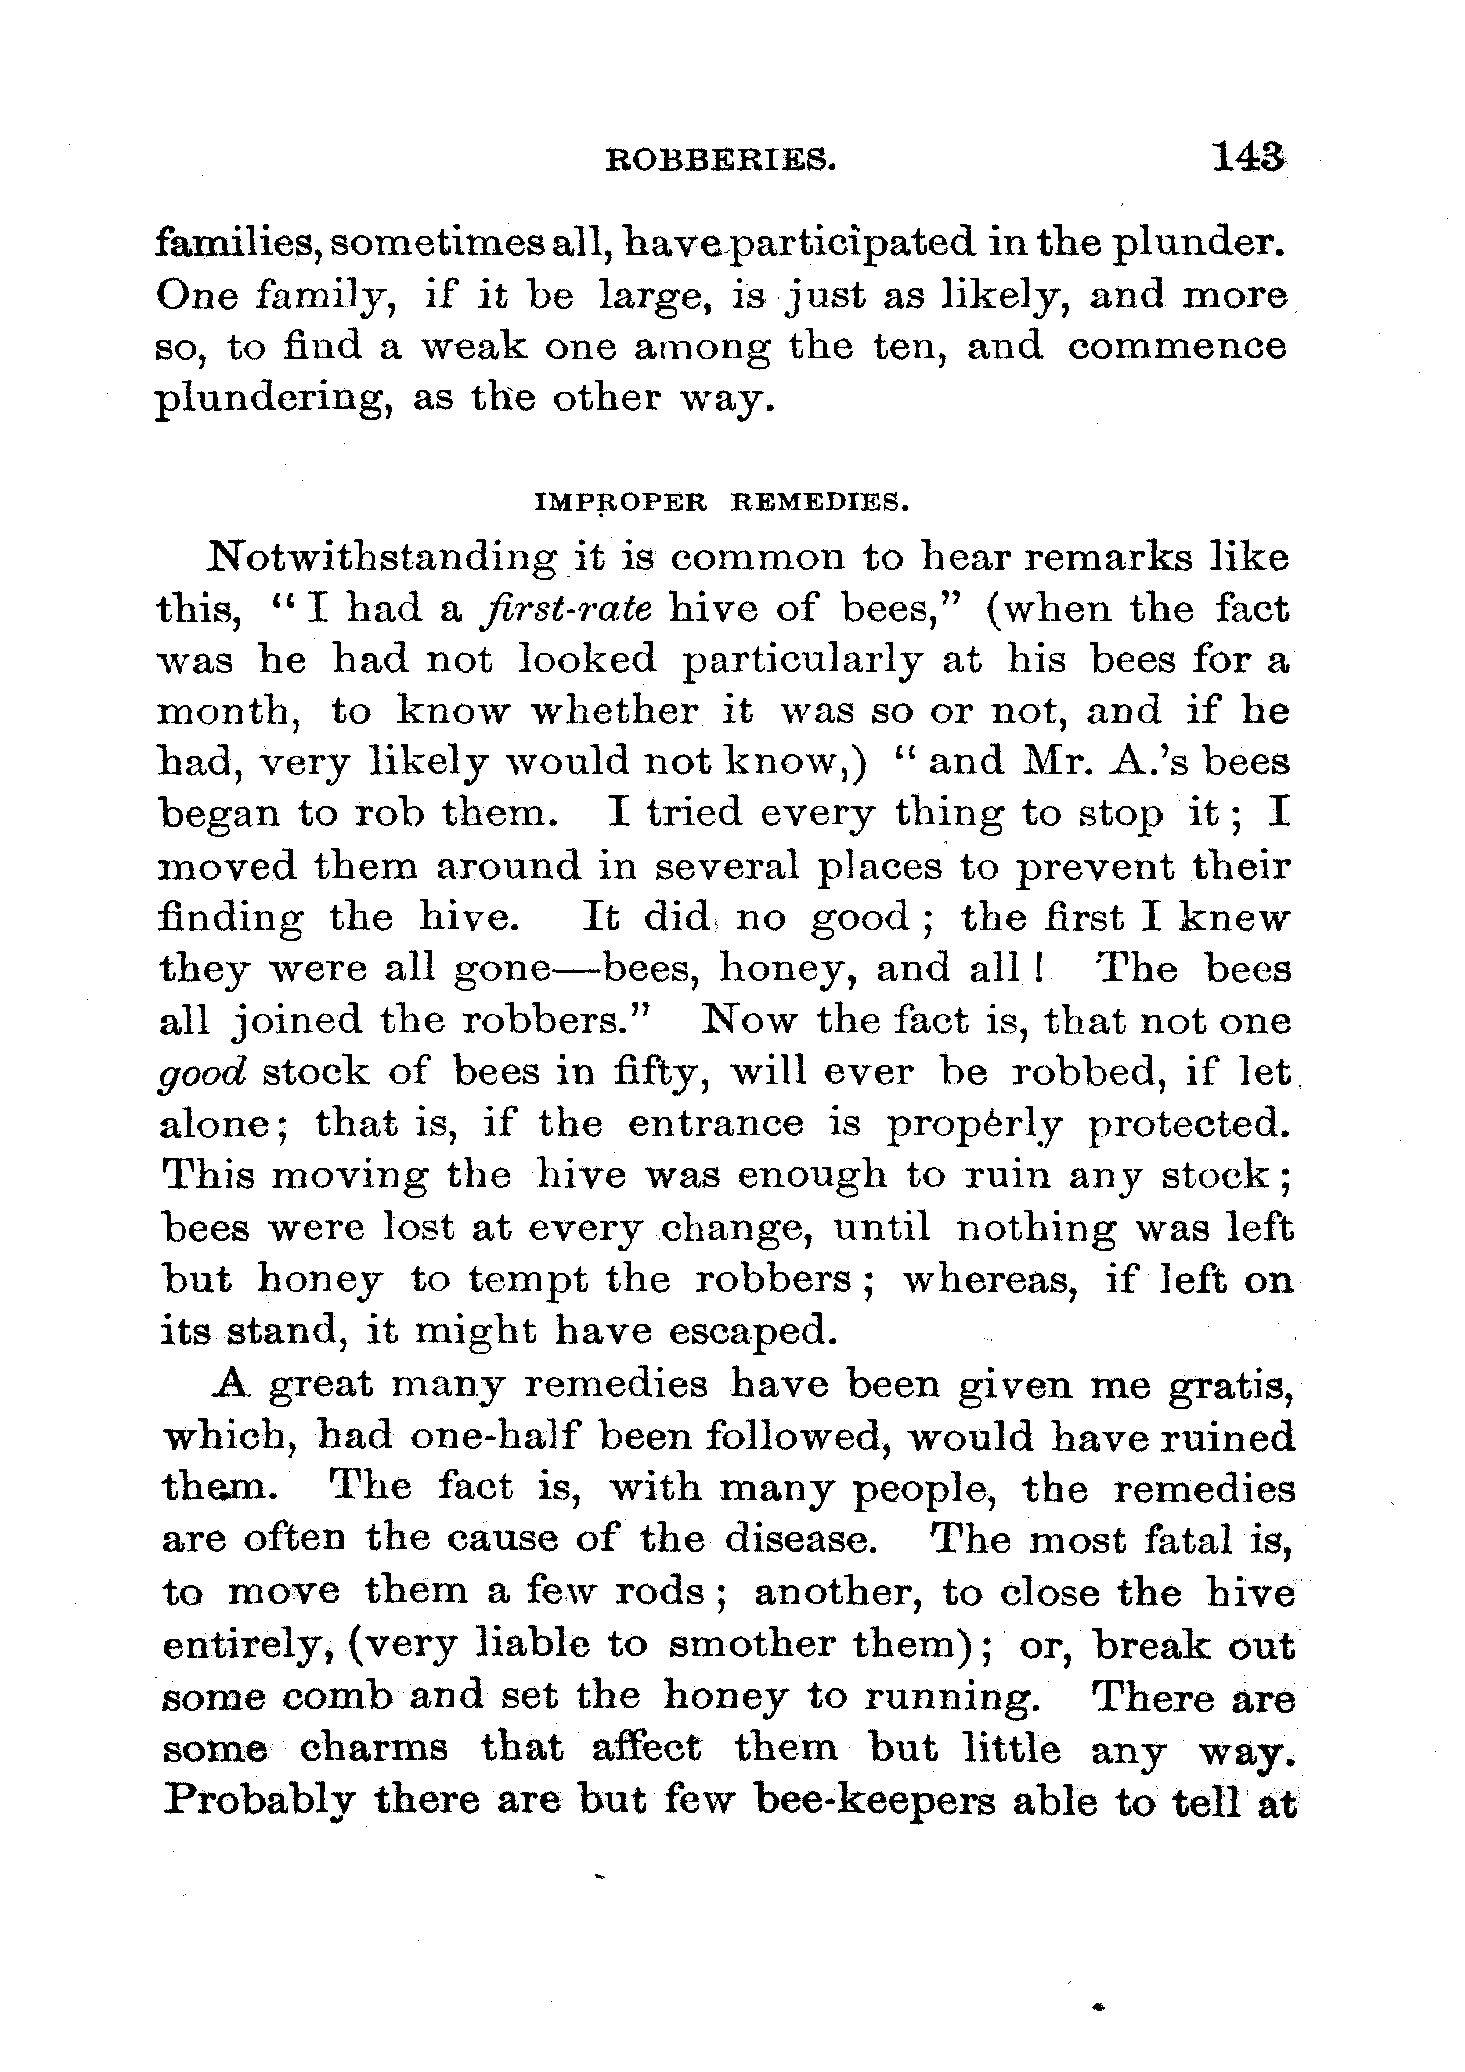 ROBBERIES. 143
families, sometimes all, have participated in the plunder.
One family, if it be large, is just as likely, and more
so, to find a weak one among the ten, and commence
plundering, as the other way.
IMPROPER REMEDIES.
Notwithstanding it is common to hear remarks like
this, “I had a first-rate hive of bees,” (when the fact
was he had not looked particularly at his bees for a
month, to know whether it was so or not, and if he
had, very likely would not know,) “and Mr. A.’s bees
began to rob them. I tried every thing to stop it; I
moved them around in several places to prevent their
finding the hive. It did no good; the first I knew
they were all gone—bees, honey, and all! The bees
all joined the robbers.” Now the fact is, that not one
good stock of bees in fifty, will ever be robbed, if let
alone; that is, if the entrance is properly protected.
This moving the hive was enough to ruin any stock;
bees were lost at every change, until nothing was left
but honey to tempt the robbers; whereas, if left on
its stand, it might have escaped.
A great many remedies have been given me gratis,
which, had one-half been followed, would have ruined
them. The fact is, with many people, the remedies
are often the cause of the disease. The most fatal is,
to move them a few rods; another, to close the hive
entirely, (very liable to smother them); or, break out
some comb and set the honey to running. There are
some charms that affect them but little any way.
Probably there are but few bee-keepers able to tell at